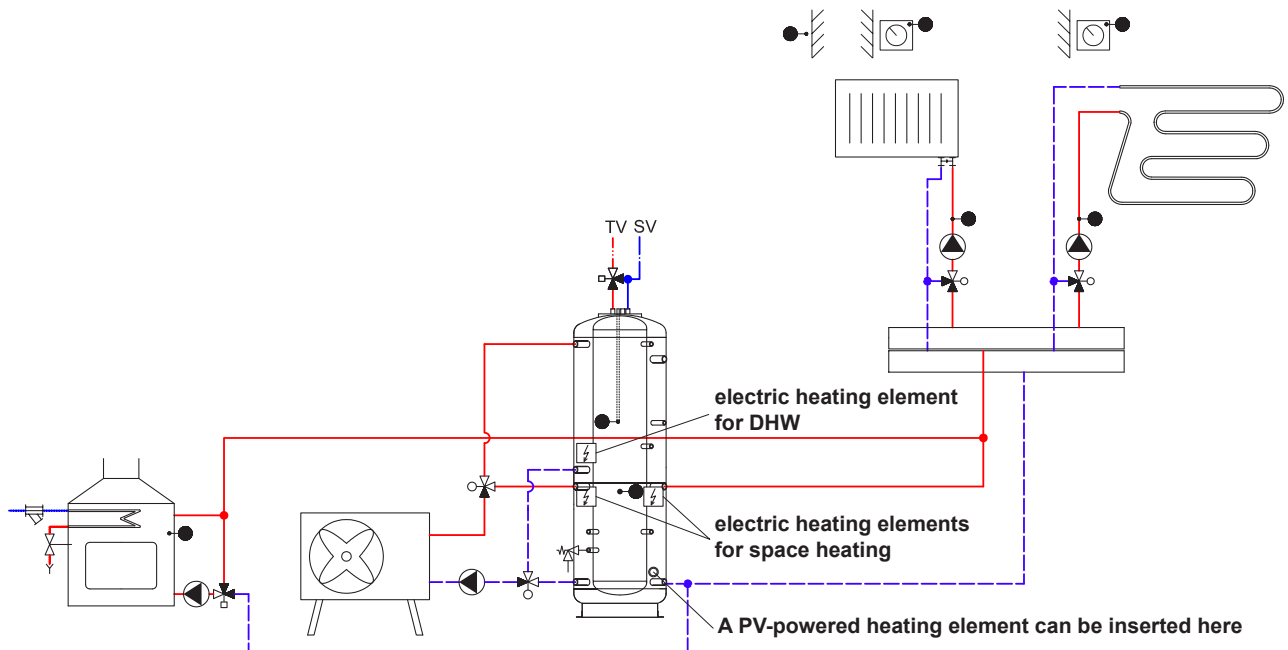 TV SV
electric heating element
for DHW
electric heating elements
for space heating
A PV-powered heating element can be inserted here